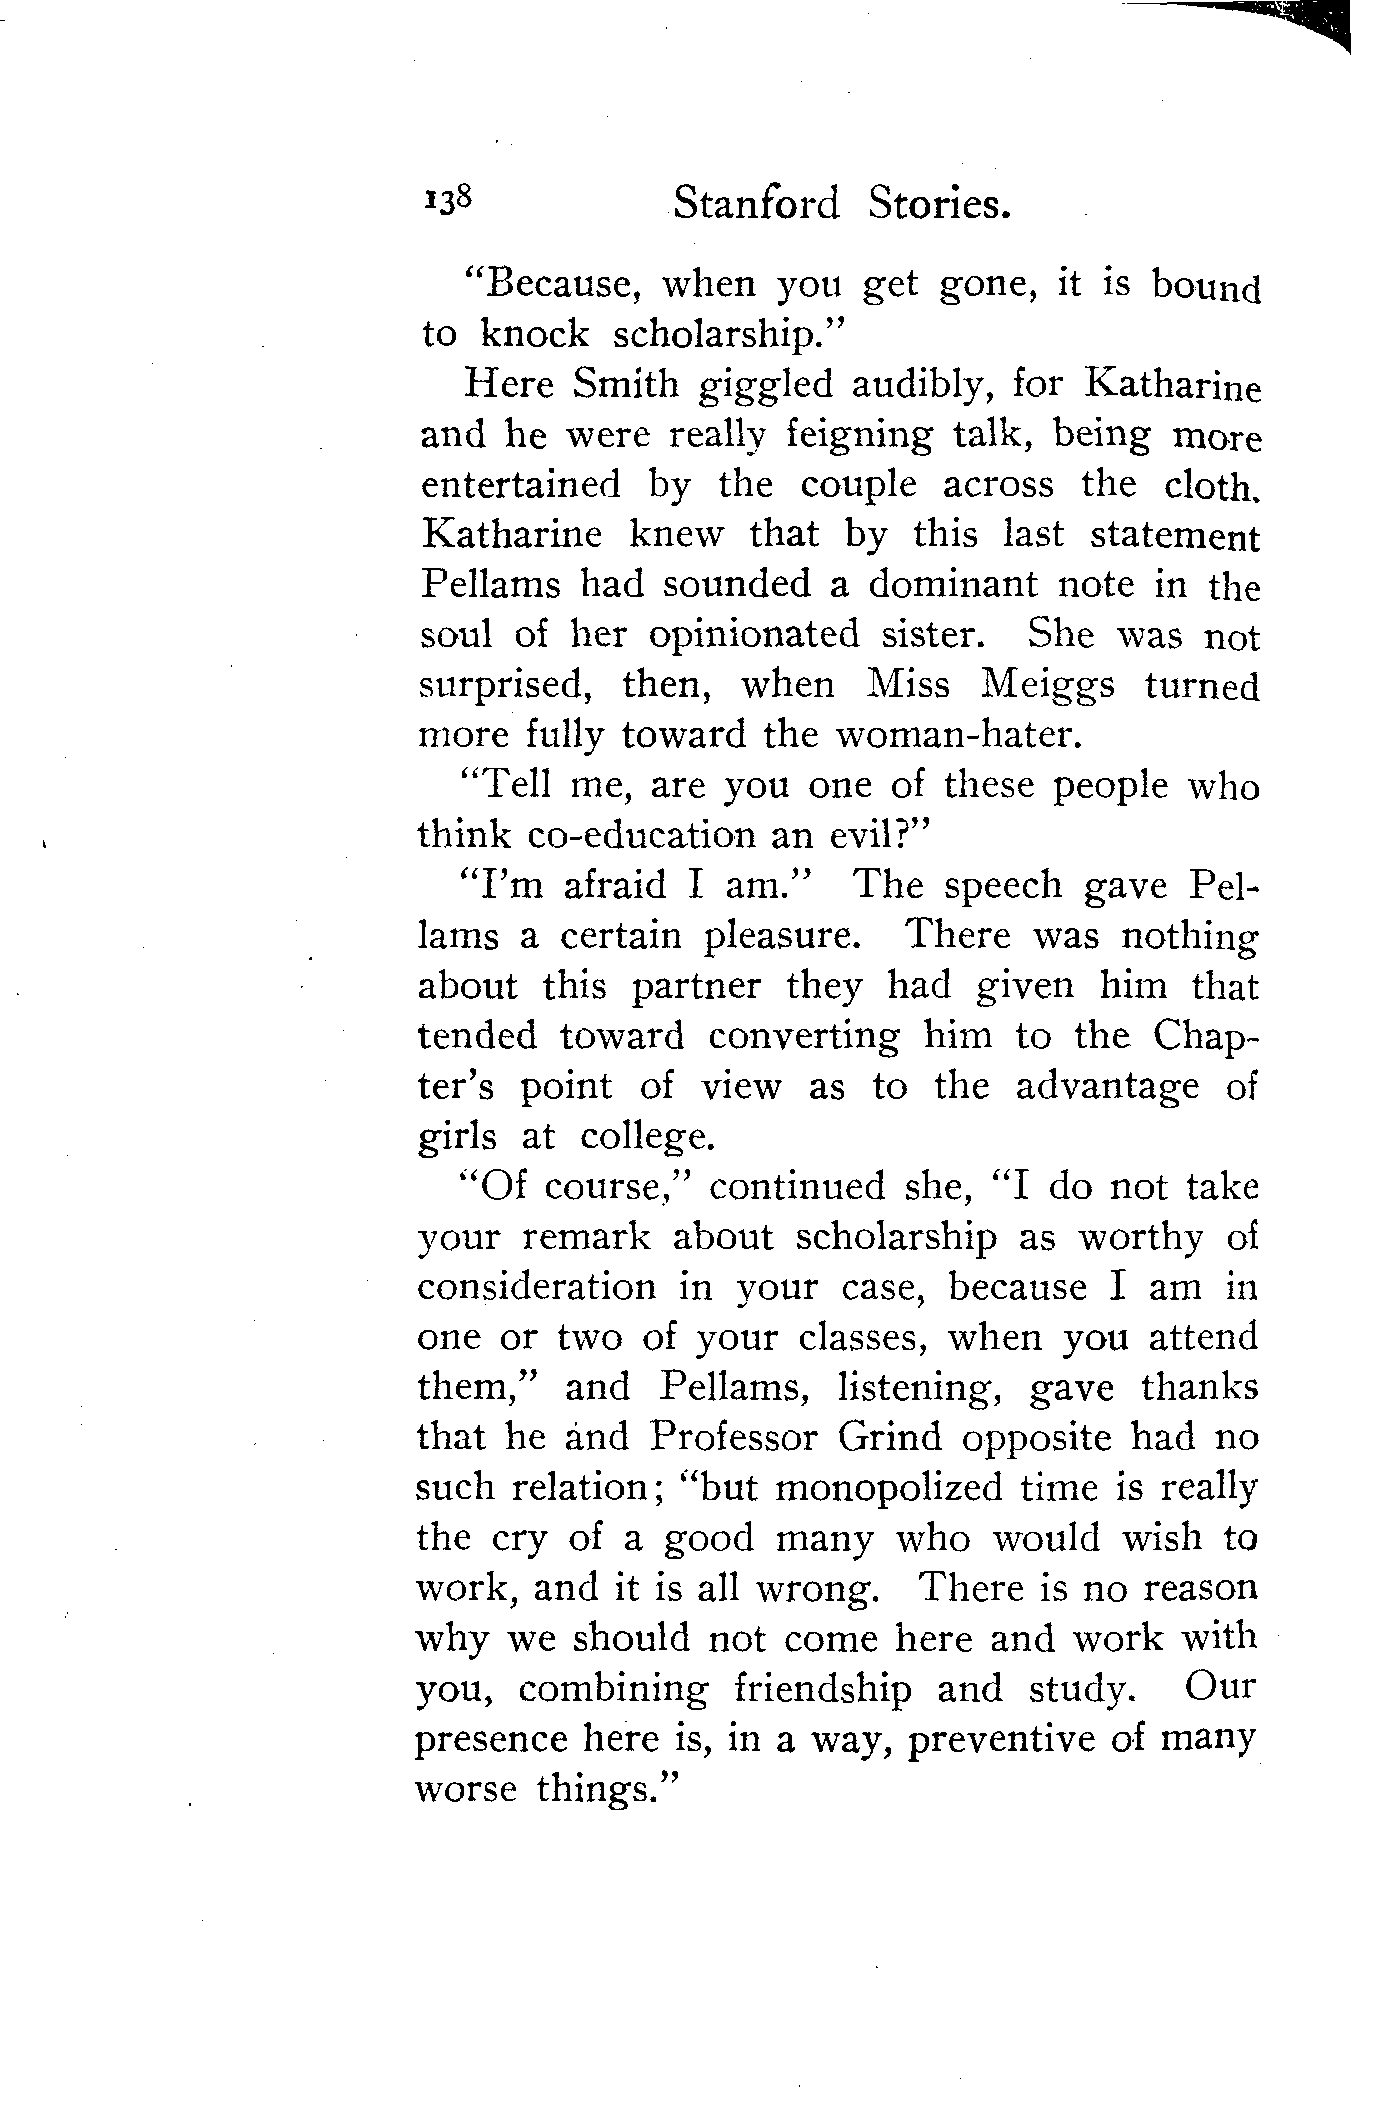 138 Stanford Stories.
"Because, when you get gone, it is bound
to knock scholarship."
Here Smith giggled audibly, for Katharine
and he were really feigning talk, being more
entertained by the couple across the cloth.
Katharine knew that by this last statement
Pellams had sounded a dominant note in the
soul of her opinionated sister. She was not
surprised, then, when Miss Meiggs turned
more fully toward the woman-hater.
"Tell me, are you one of these people who
think co-education an evil?"
"I'm afraid I am." The speech gave Pel-
lams a certain pleasure. There was nothing
about this partner they had given him that
tended toward converting him to the Chap-
ter's point of view as to the advantage of
girls at college.
"Of course," continued she, "I do not take
your remark about scholarship as worthy of
consideration in your case, because I am in
one or two of your classes, when you attend
them," and Pellams, listening, gave thanks
that he and Professor Grind opposite had no
such relation; "but monopolized time is really
the cry of a good many who would wish to
work, and it is all wrong. There is no reason
why we should not come here and work with
you, combining friendship and study. Our
presence here is, in a way, preventive of many
worse things."